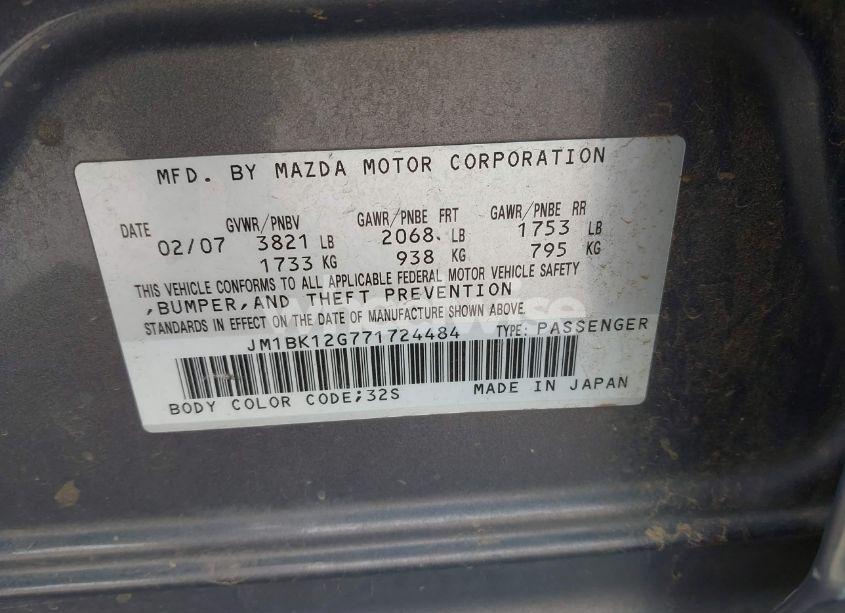 MFD. BY MAZDA MOTOR CORPORATION
DATE GVWR/PNBV GAWR/PNBE FRT GAWR/PNBE RR
02/07 3821 LB 2068 LB 1753 LB
1733 KG 938 KG 795 KG
THIS VEHICLE CONFORMS TO ALL APPLICABLE FEDERAL MOTOR VEHICLE SAFETY
,BUMPER,AND THEFT PREVENTION
STANDARDS IN EFFECT ON THE DATE OF MANUFACTURE SHOWN ABOVE.
JM1BK12G771724484 TYPE: PASSENGER
BODY COLOR CODE;32S MADE IN JAPAN